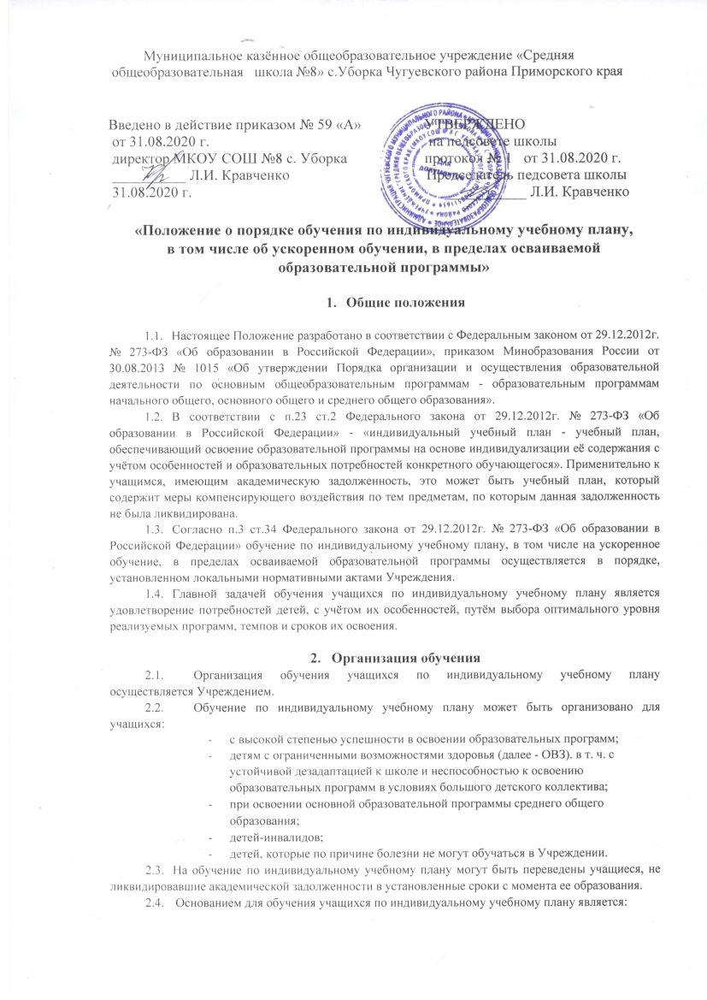 Муниципальное казённое общеобразовательное учреждение «Средняя
общеобразовательная школа №8» с.Уборка Чугуевского района Приморского края
Введено в действие приказом № 59 «А»
от 31.08.2020 г.
директор МКОУ СОШ №8 с. Уборка
__________ Л.И. Кравченко
31.08.2020 г.
УТВЕРЖДЕНО
на педсовете школы
протокол № 1 от 31.08.2020 г.
Председатель педсовета школы
____________ Л.И. Кравченко
ДЛЯ
ДОКУМЕНТОВ
«Положение о порядке обучения по индивидуальному учебному плану,
в том числе об ускоренном обучении, в пределах осваиваемой
образовательной программы»
1. Общие положения
1.1. Настоящее Положение разработано в соответствии с Федеральным законом от 29.12.2012г.
№ 273-ФЗ «Об образовании в Российской Федерации», приказом Минобразования России от
30.08.2013 № 1015 «Об утверждении Порядка организации и осуществления образовательной
деятельности по основным общеобразовательным программам - образовательным программам
начального общего, основного общего и среднего общего образования».
1.2. В соответствии с п.23 ст.2 Федерального закона от 29.12.2012г. № 273-ФЗ «Об
образовании в Российской Федерации» - «индивидуальный учебный план - учебный план,
обеспечивающий освоение образовательной программы на основе индивидуализации её содержания с
учётом особенностей и образовательных потребностей конкретного обучающегося». Применительно к
учащимся, имеющим академическую задолженность, это может быть учебный план, который
содержит меры компенсирующего воздействия по тем предметам, по которым данная задолженность
не была ликвидирована.
1.3. Согласно п.3 ст.34 Федерального закона от 29.12.2012г. № 273-ФЗ «Об образовании в
Российской Федерации» обучение по индивидуальному учебному плану, в том числе на ускоренное
обучение, в пределах осваиваемой образовательной программы осуществляется в порядке,
установленном локальными нормативными актами Учреждения.
1.4. Главной задачей обучения учащихся по индивидуальному учебному плану является
удовлетворение потребностей детей, с учётом их особенностей, путём выбора оптимального уровня
реализуемых программ, темпов и сроков их освоения.
2. Организация обучения
2.1. Организация обучения учащихся по индивидуальному учебному плану
осуществляется Учреждением.
2.2. Обучение по индивидуальному учебному плану может быть организовано для
учащихся:
- с высокой степенью успешности в освоении образовательных программ;
- детям с ограниченными возможностями здоровья (далее - ОВЗ). в т. ч. с
устойчивой дезадаптацией к школе и неспособностью к освоению
образовательных программ в условиях большого детского коллектива;
- при освоении основной образовательной программы среднего общего
образования;
- детей-инвалидов;
- детей, которые по причине болезни не могут обучаться в Учреждении.
2.3. На обучение по индивидуальному учебному плану могут быть переведены учащиеся, не
ликвидировавшие академической задолженности в установленные сроки с момента ее образования.
2.4. Основанием для обучения учащихся по индивидуальному учебному плану является: